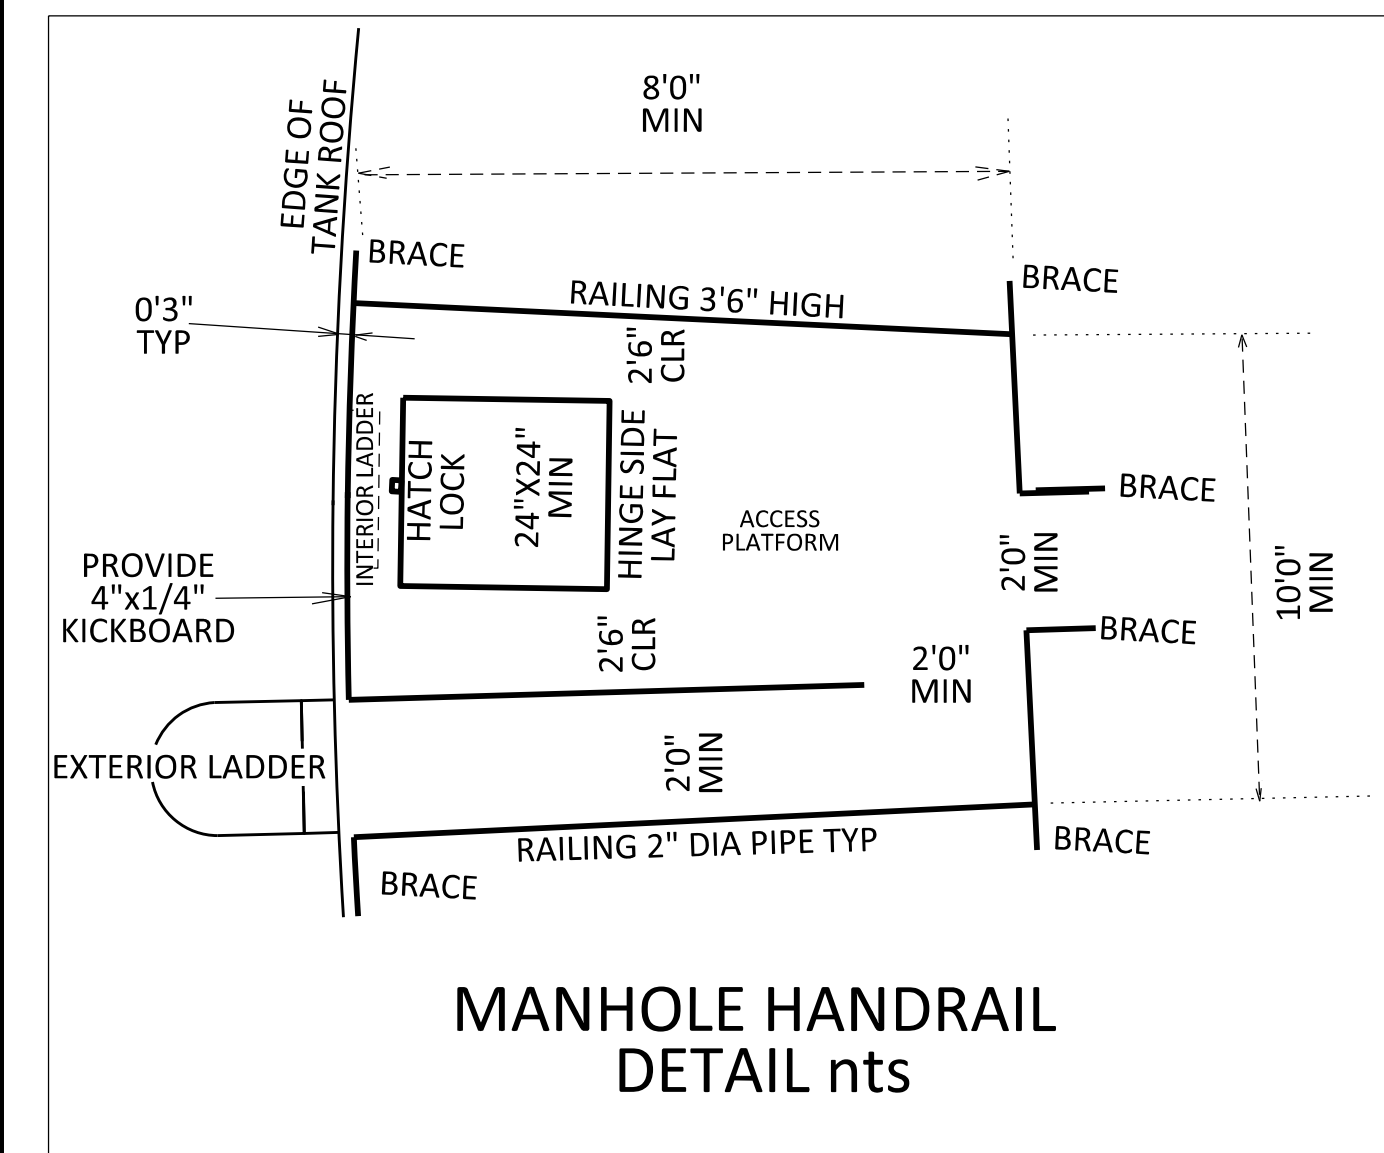 8'0"
MIN
EDGE OF
TANK ROOF
BRACE
BRACE
RAILING 3'6" HIGH
0'3"
TYP
2'6"
CLR
INTERIOR LADDER
HATCH
LOCK
24"X24"
MIN
HINGE SIDE
LAY FLAT
ACCESS
PLATFORM
BRACE
2'0"
MIN
10'0"
MIN
PROVIDE
4"x1/4"
KICKBOARD
2'6"
CLR
BRACE
2'0"
MIN
EXTERIOR LADDER
2'0"
MIN
RAILING 2" DIA PIPE TYP
BRACE
BRACE
MANHOLE HANDRAIL
DETAIL nts